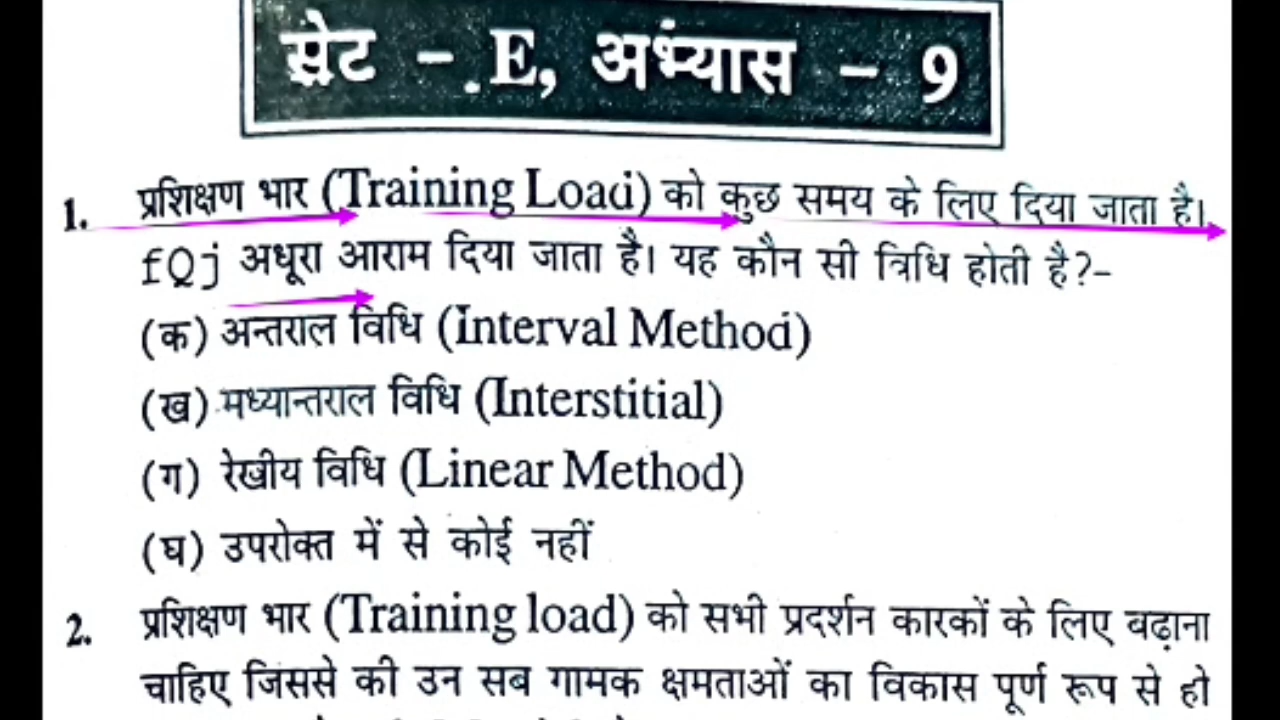 सेट - E, अभ्यास - 9
1. प्रशिक्षण भार (Training Load) को कुछ समय के लिए दिया जाता है।
fQj अधूरा आराम दिया जाता है। यह कौन सी विधि होती है?-
(क) अन्तराल विधि (Interval Method)
(ख) मध्यान्तराल विधि (Interstitial)
(ग) रेखीय विधि (Linear Method)
(घ) उपरोक्त में से कोई नहीं
2. प्रशिक्षण भार (Training load) को सभी प्रदर्शन कारकों के लिए बढ़ाना
चाहिए जिससे की उन सब गामक क्षमताओं का विकास पूर्ण रूप से हो